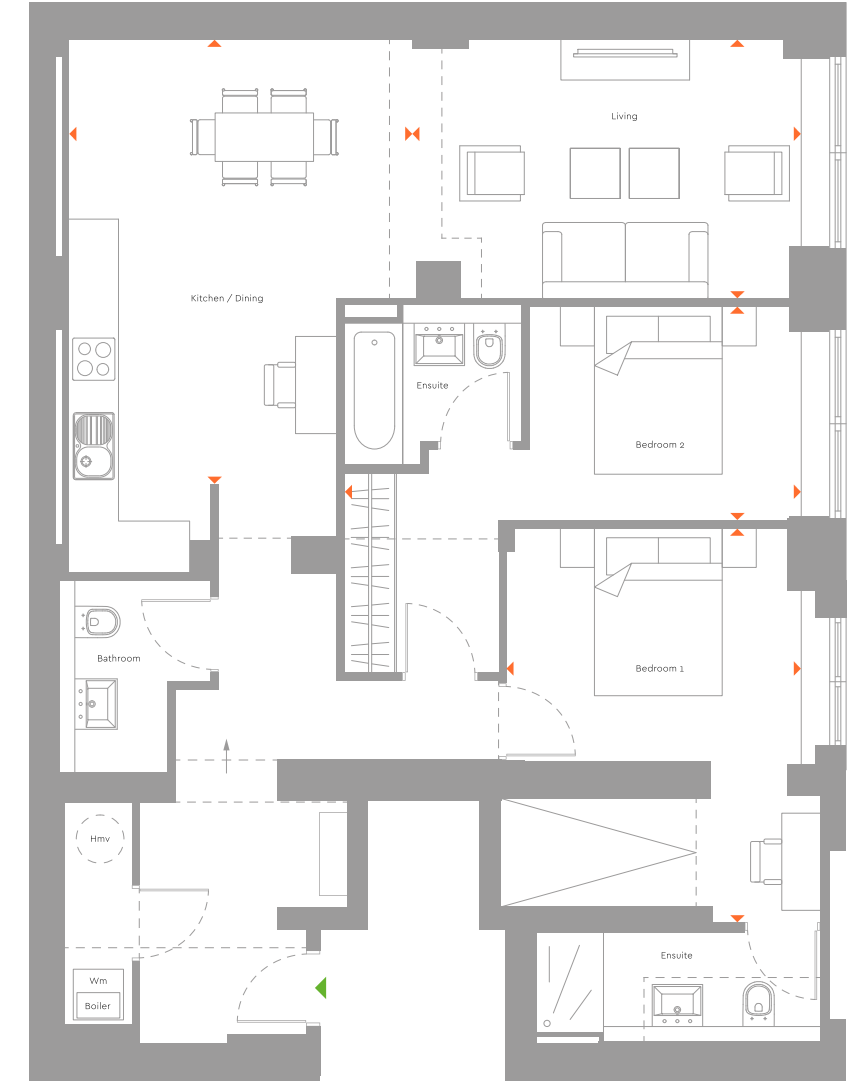 Living
Kitchen / Dining
Ensuite
Bedroom 2
Bathroom
Bedroom 1
Hmv
Ensuite
Wm
Boiler